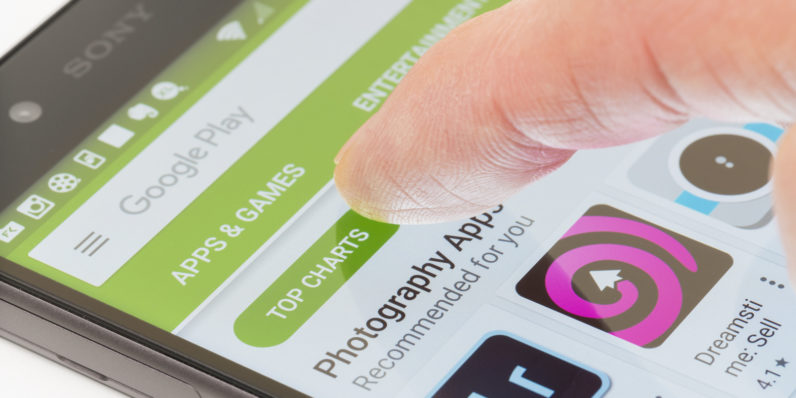 SONY
Google Play
APPS & GAMES
ENTERTAINMENT
TOP CHARTS
Photography Apps
Recommended for you
Dreamsti
me: Sell
4.1 ★